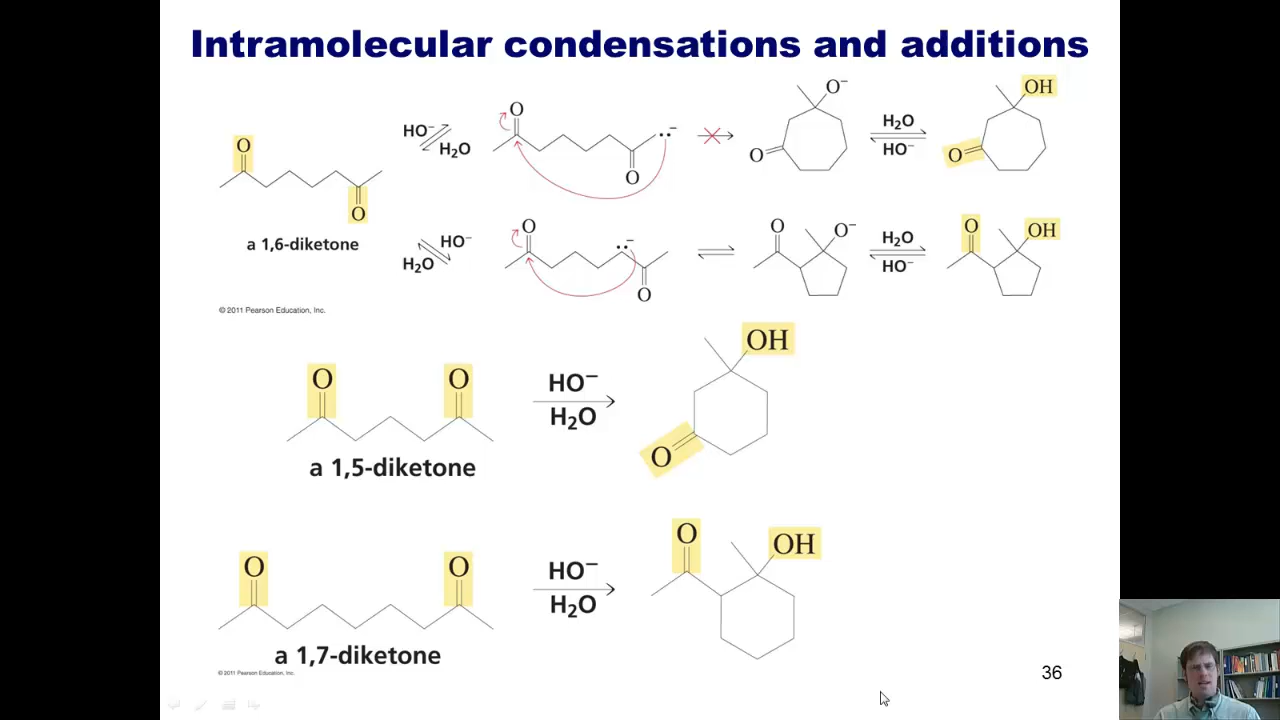 Intramolecular condensations and additions
O
HO⁻
H₂O
O
O
O⁻
O
H₂O
HO⁻
OH
O
O
a 1,6-diketone
HO⁻
H₂O
O
O
O
O⁻
H₂O
HO⁻
O
OH
© 2011 Pearson Education, Inc.
O
O
HO⁻
H₂O
OH
O
a 1,5-diketone
O
O
HO⁻
H₂O
O
OH
a 1,7-diketone
© 2011 Pearson Education, Inc.
36